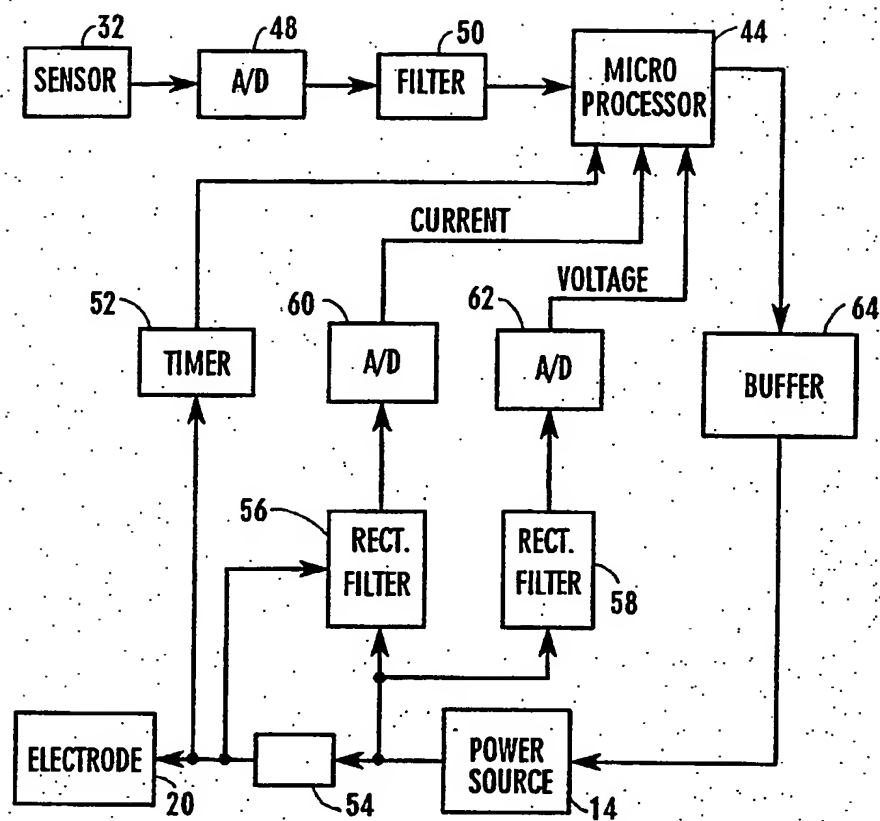 32
48
50
44
SENSOR
A/D
FILTER
MICRO
PROCESSOR
CURRENT
VOLTAGE
52
60
62
64
TIMER
A/D
A/D
BUFFER
56
RECT.
FILTER
RECT.
FILTER
58
ELECTRODE
20
54
POWER
SOURCE
14